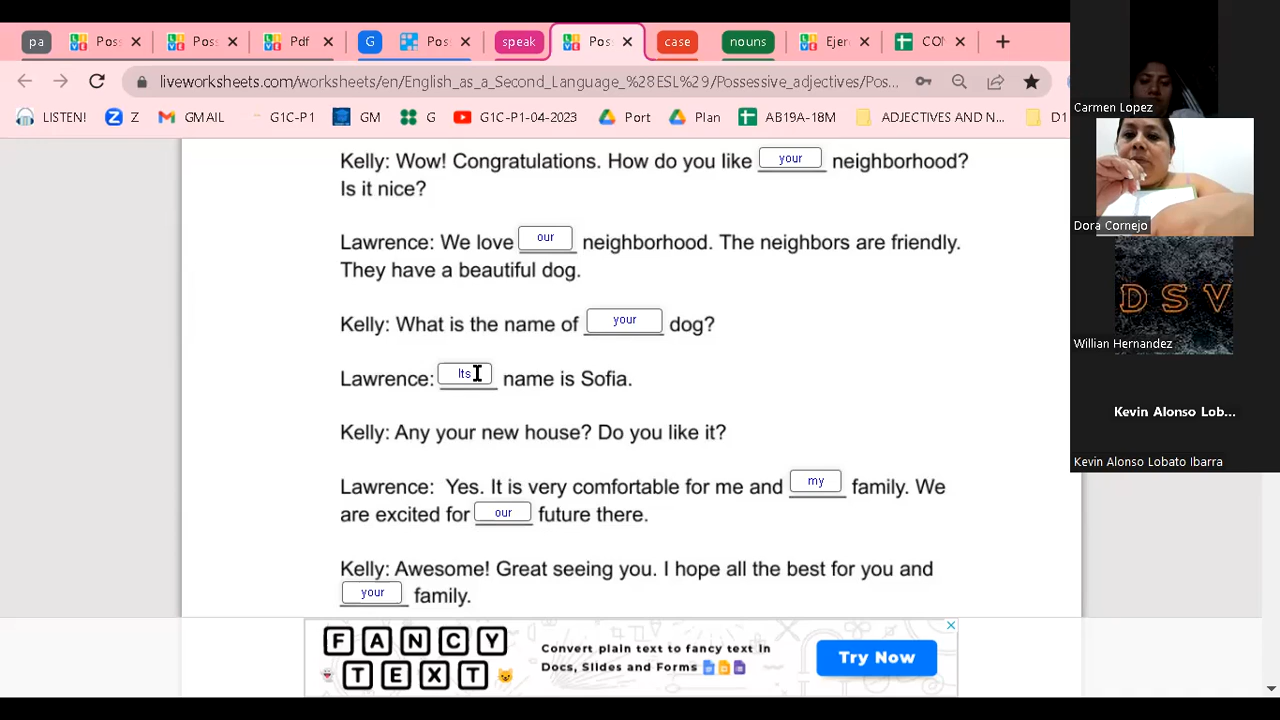 pa
Pos
Pos
Pdf
G
Pos
speak
Pos
case
nouns
Ejer
CON
liveworksheets.com/worksheets/en/English_as_a_Second_Language_%28ESL%29/Possessive_adjectives/Pos...
LISTEN!
Z
GMAIL
G1C-P1
GM
G
G1C-P1-04-2023
Port
Plan
AB19A-18M
ADJECTIVES AND N...
D1
Kelly: Wow! Congratulations. How do you like your neighborhood?
Is it nice?
Lawrence: We love our neighborhood. The neighbors are friendly.
They have a beautiful dog.
Kelly: What is the name of your dog?
Lawrence: Its name is Sofia.
Kelly: Any your new house? Do you like it?
Lawrence: Yes. It is very comfortable for me and my family. We
are excited for our future there.
Kelly: Awesome! Great seeing you. I hope all the best for you and
your family.
FANCY
TEXT
Convert plain text to fancy text in
Docs, Slides and Forms
Try Now
Carmen Lopez
Dora Cornejo
DSV
Willian Hernandez
Kevin Alonso Lob...
Kevin Alonso Lobato Ibarra